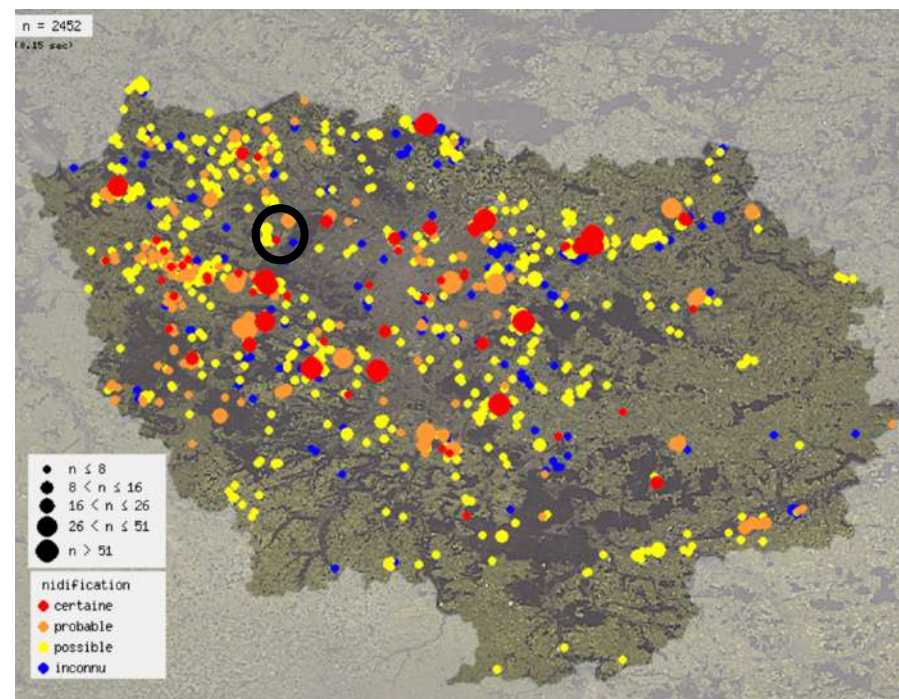 n = 2452
(0.15 sec)
n ≤ 8
8 < n ≤ 16
16 < n ≤ 26
26 < n ≤ 51
n > 51
nidification
certaine
probable
possible
inconnu